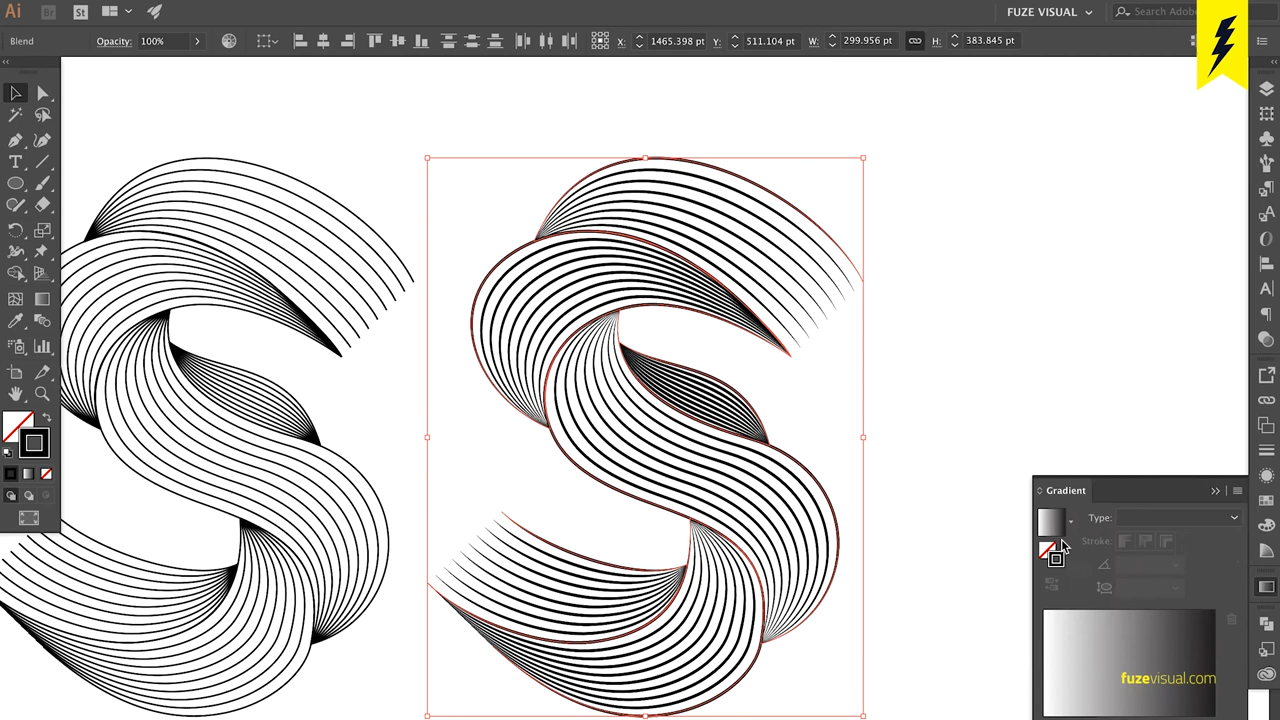 Ai Br St FUZE VISUAL Search Adobe
Blend Opacity: 100% X: 1465.398 pt Y: 511.104 pt W: 299.956 pt H: 383.845 pt
Gradient
Type:
Stroke:
fuzevisual.com